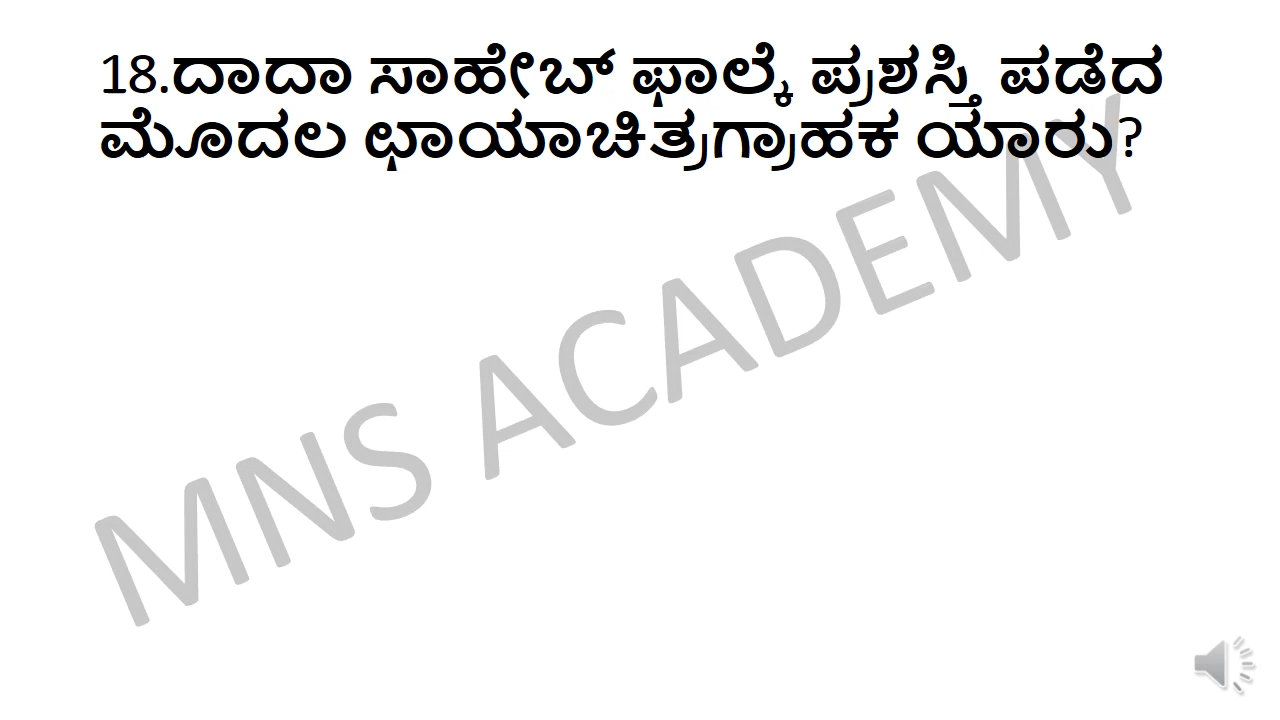 18.ದಾದಾ ಸಾಹೇಬ್ ಫಾಲ್ಕೆ ಪ್ರಶಸ್ತಿ ಪಡೆದ
ಮೊದಲ ಛಾಯಾಚಿತ್ರಗ್ರಾಹಕ ಯಾರು?
MNS ACADEMY